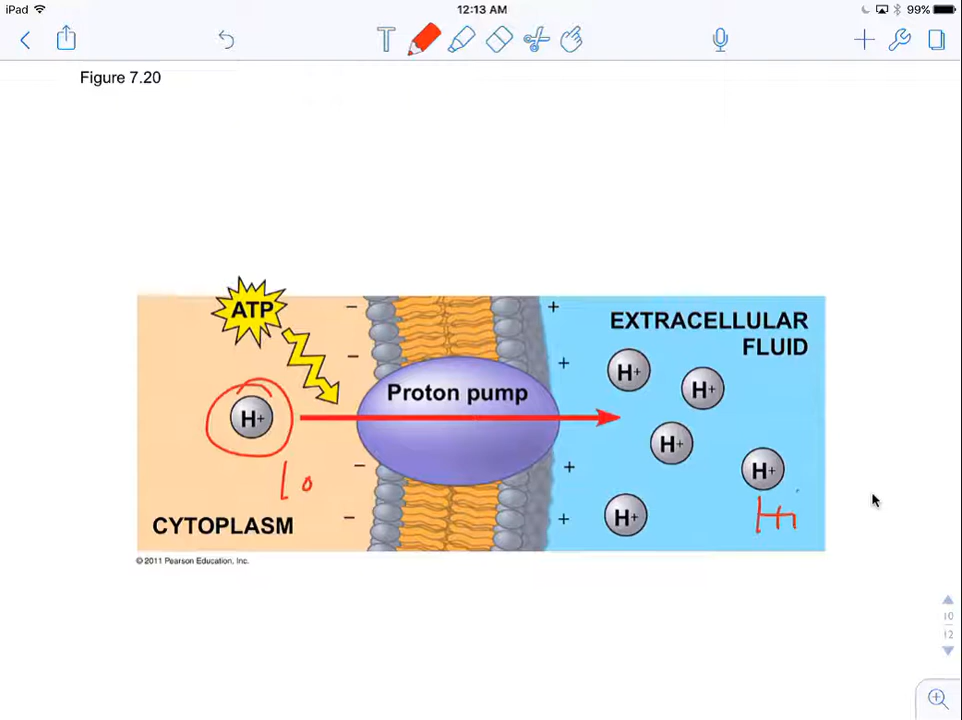 iPad
12:13 AM
99%
T
Figure 7.20
ATP
EXTRACELLULAR
FLUID
Proton pump
H+
H+
H+
H+
H+
H+
lo
CYTOPLASM
© 2011 Pearson Education, Inc.
10
12